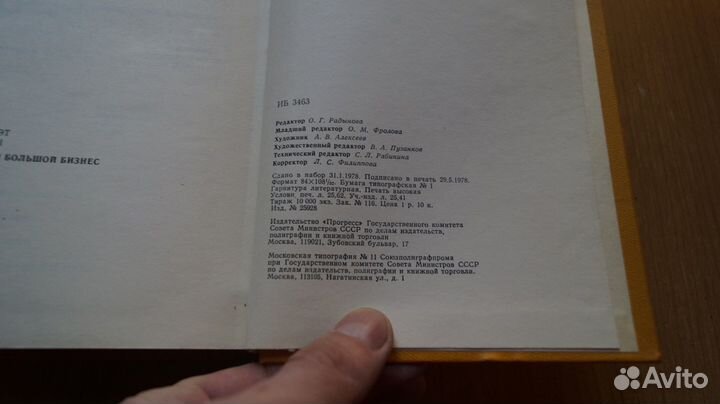 ЭТ
БОЛЬШОЙ БИЗНЕС
ИБ 3463
Редактор О. Г. Радынова
Младший редактор О. М. Фролова
Художник А. В. Алексеев
Художественный редактор В. А. Пузанков
Технический редактор С. Л. Рябинина
Корректор Л. С. Филиппова
Сдано в набор 31.1.1978. Подписано в печать 29.5.1978.
Формат 84×108¹/₃₂. Бумага типографская № 1
Гарнитура литературная. Печать высокая
Условн. печ. л. 25,62. Уч.-изд. л. 25,41
Тираж 10 000 экз. Зак. № 116. Цена 1 р. 10 к.
Изд. № 25028
Издательство «Прогресс» Государственного комитета
Совета Министров СССР по делам издательств,
полиграфии и книжной торговли
Москва, 119021, Зубовский бульвар, 17
Московская типография № 11 Союзполиграфпрома
при Государственном комитете Совета Министров СССР
по делам издательств, полиграфии и книжной торговли.
Москва, 113105, Нагатинская ул., д. 1
Avito